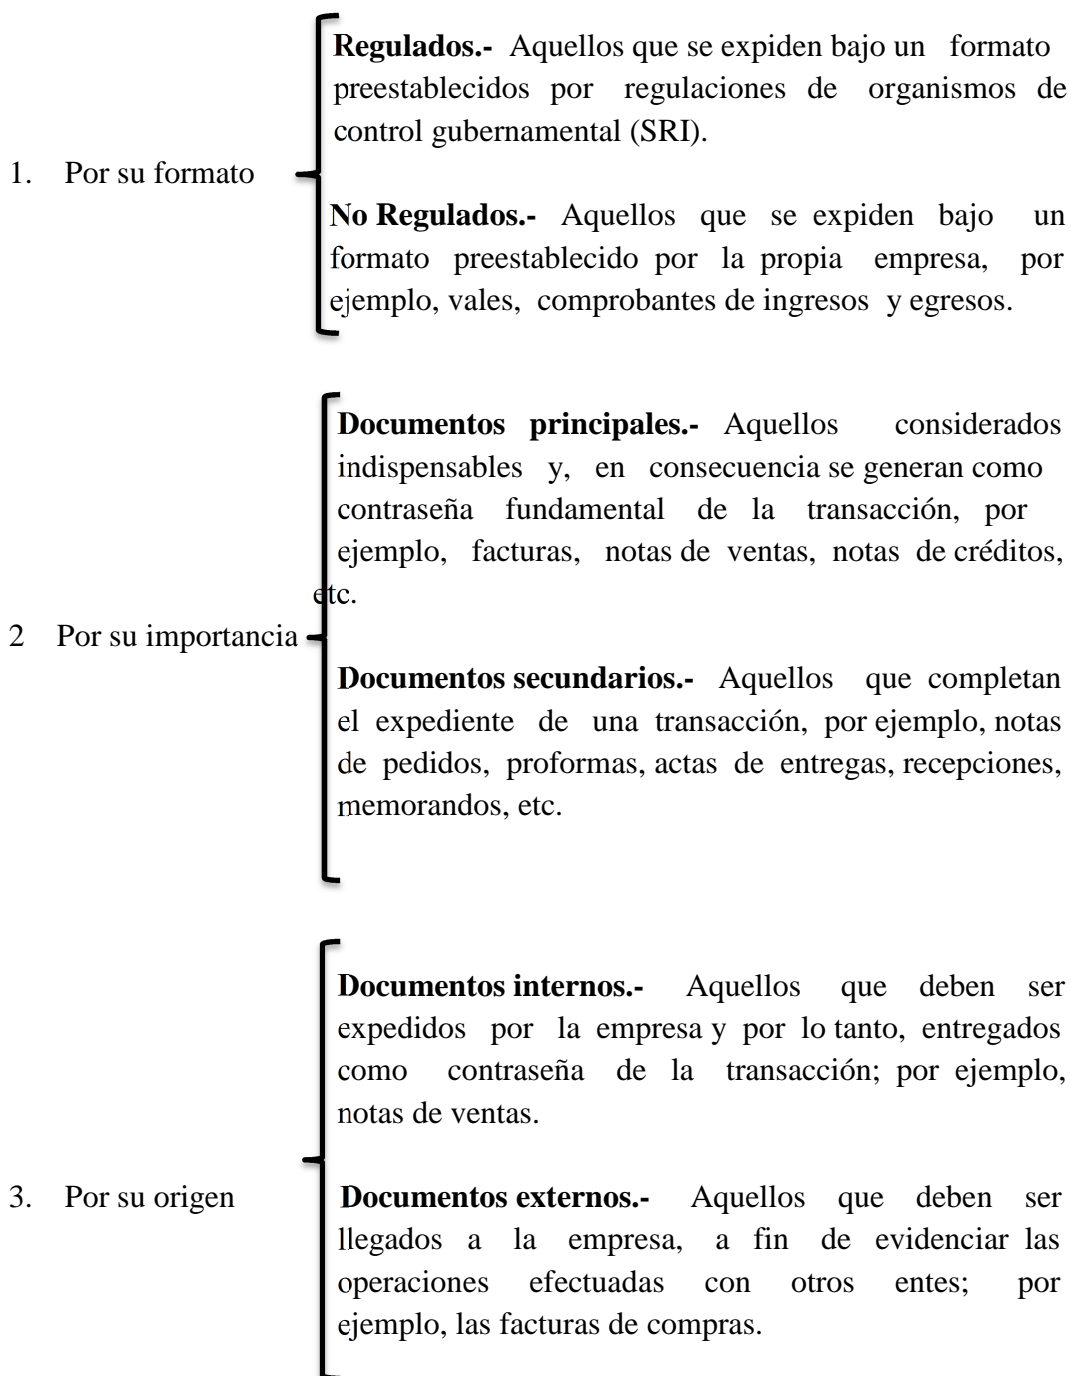 Regulados.- Aquellos que se expiden bajo un formato
preestablecidos por regulaciones de organismos de
control gubernamental (SRI).
1. Por su formato
No Regulados.- Aquellos que se expiden bajo un
formato preestablecido por la propia empresa, por
ejemplo, vales, comprobantes de ingresos y egresos.
Documentos principales.- Aquellos considerados
indispensables y, en consecuencia se generan como
contraseña fundamental de la transacción, por
ejemplo, facturas, notas de ventas, notas de créditos,
etc.
2 Por su importancia
Documentos secundarios.- Aquellos que completan
el expediente de una transacción, por ejemplo, notas
de pedidos, proformas, actas de entregas, recepciones,
memorandos, etc.
Documentos internos.- Aquellos que deben ser
expedidos por la empresa y por lo tanto, entregados
como contraseña de la transacción; por ejemplo,
notas de ventas.
3. Por su origen
Documentos externos.- Aquellos que deben ser
llegados a la empresa, a fin de evidenciar las
operaciones efectuadas con otros entes; por
ejemplo, las facturas de compras.